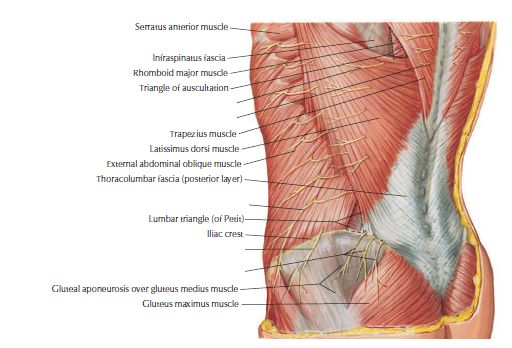 Serratus anterior muscle
Infraspinatus fascia
Rhomboid major muscle
Triangle of auscultation
Trapezius muscle
Latissimus dorsi muscle
External abdominal oblique muscle
Thoracolumbar fascia (posterior layer)
Lumbar triangle (of Petit)
Iliac crest
Gluteal aponeurosis over gluteus medius muscle
Gluteus maximus muscle